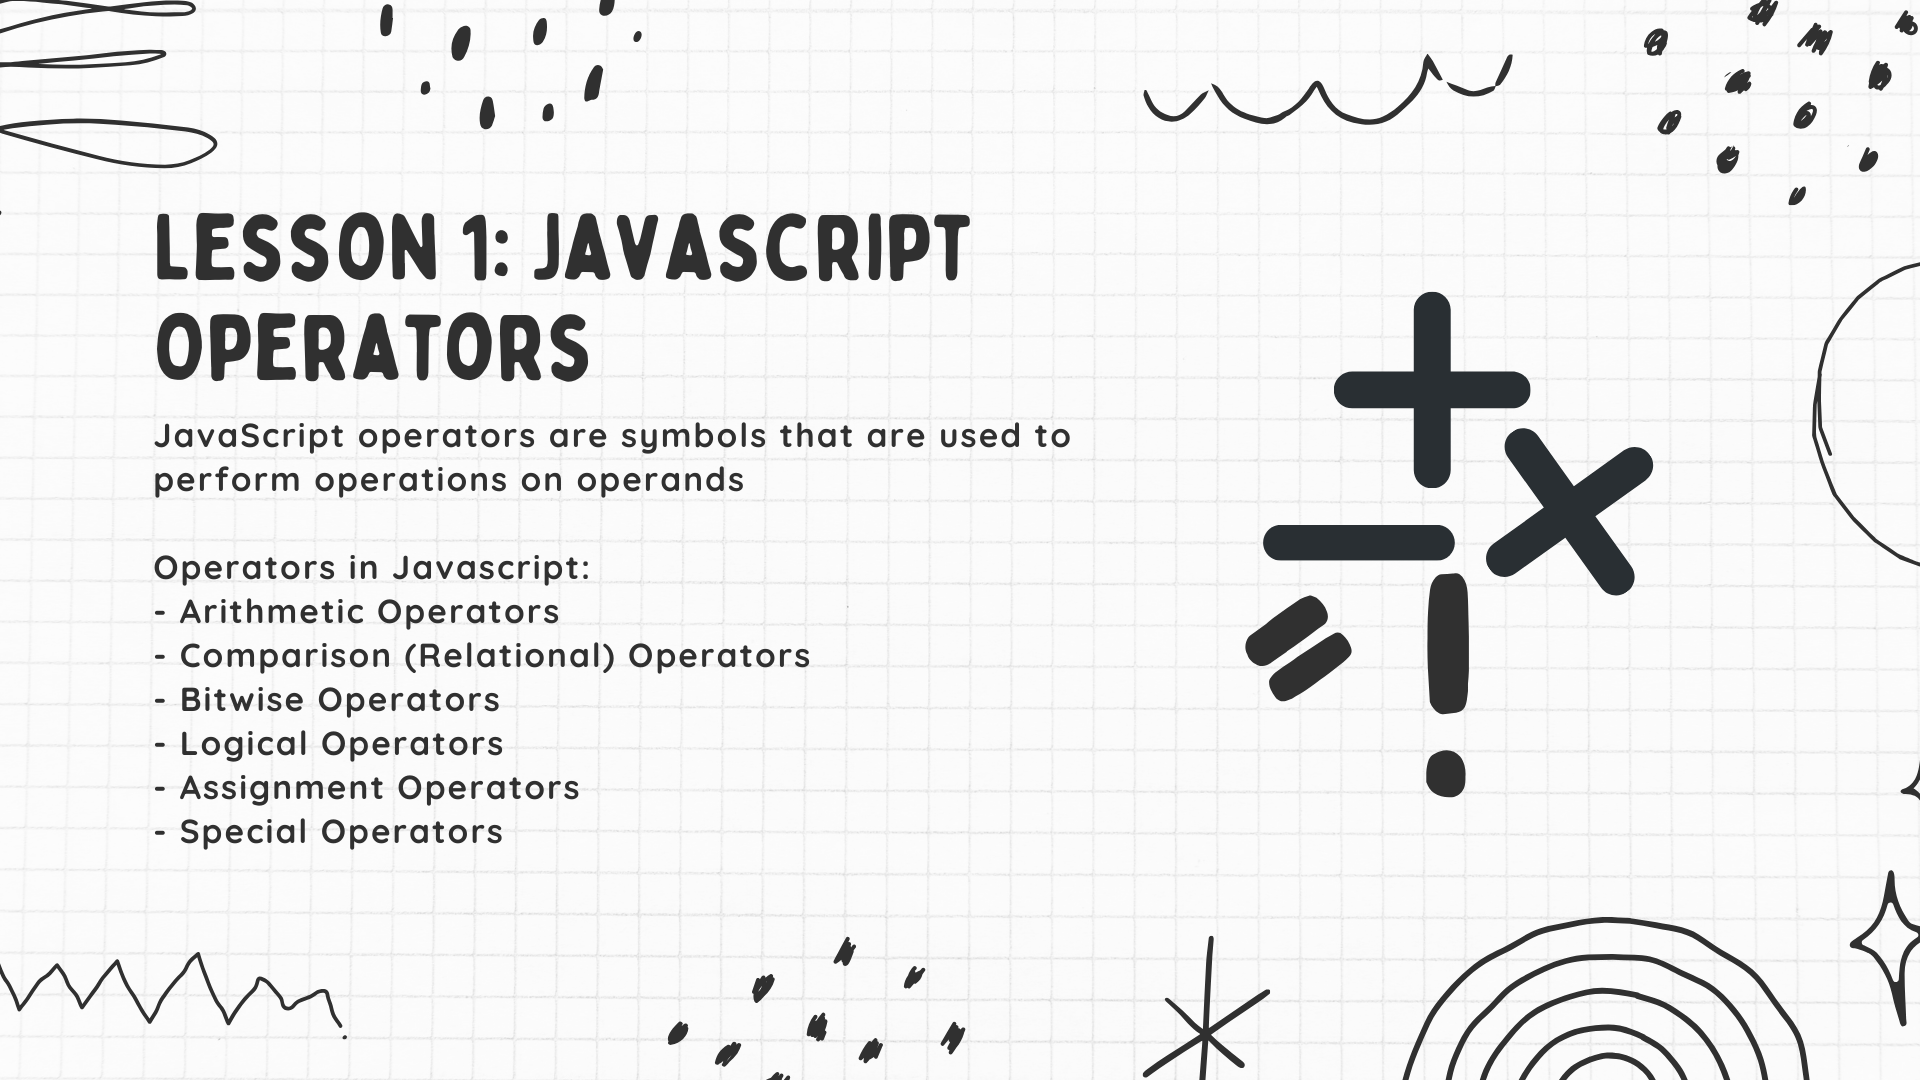 LESSON 1: JAVASCRIPT
OPERATORS
JavaScript operators are symbols that are used to
perform operations on operands
Operators in Javascript:
- Arithmetic Operators
- Comparison (Relational) Operators
- Bitwise Operators
- Logical Operators
- Assignment Operators
- Special Operators